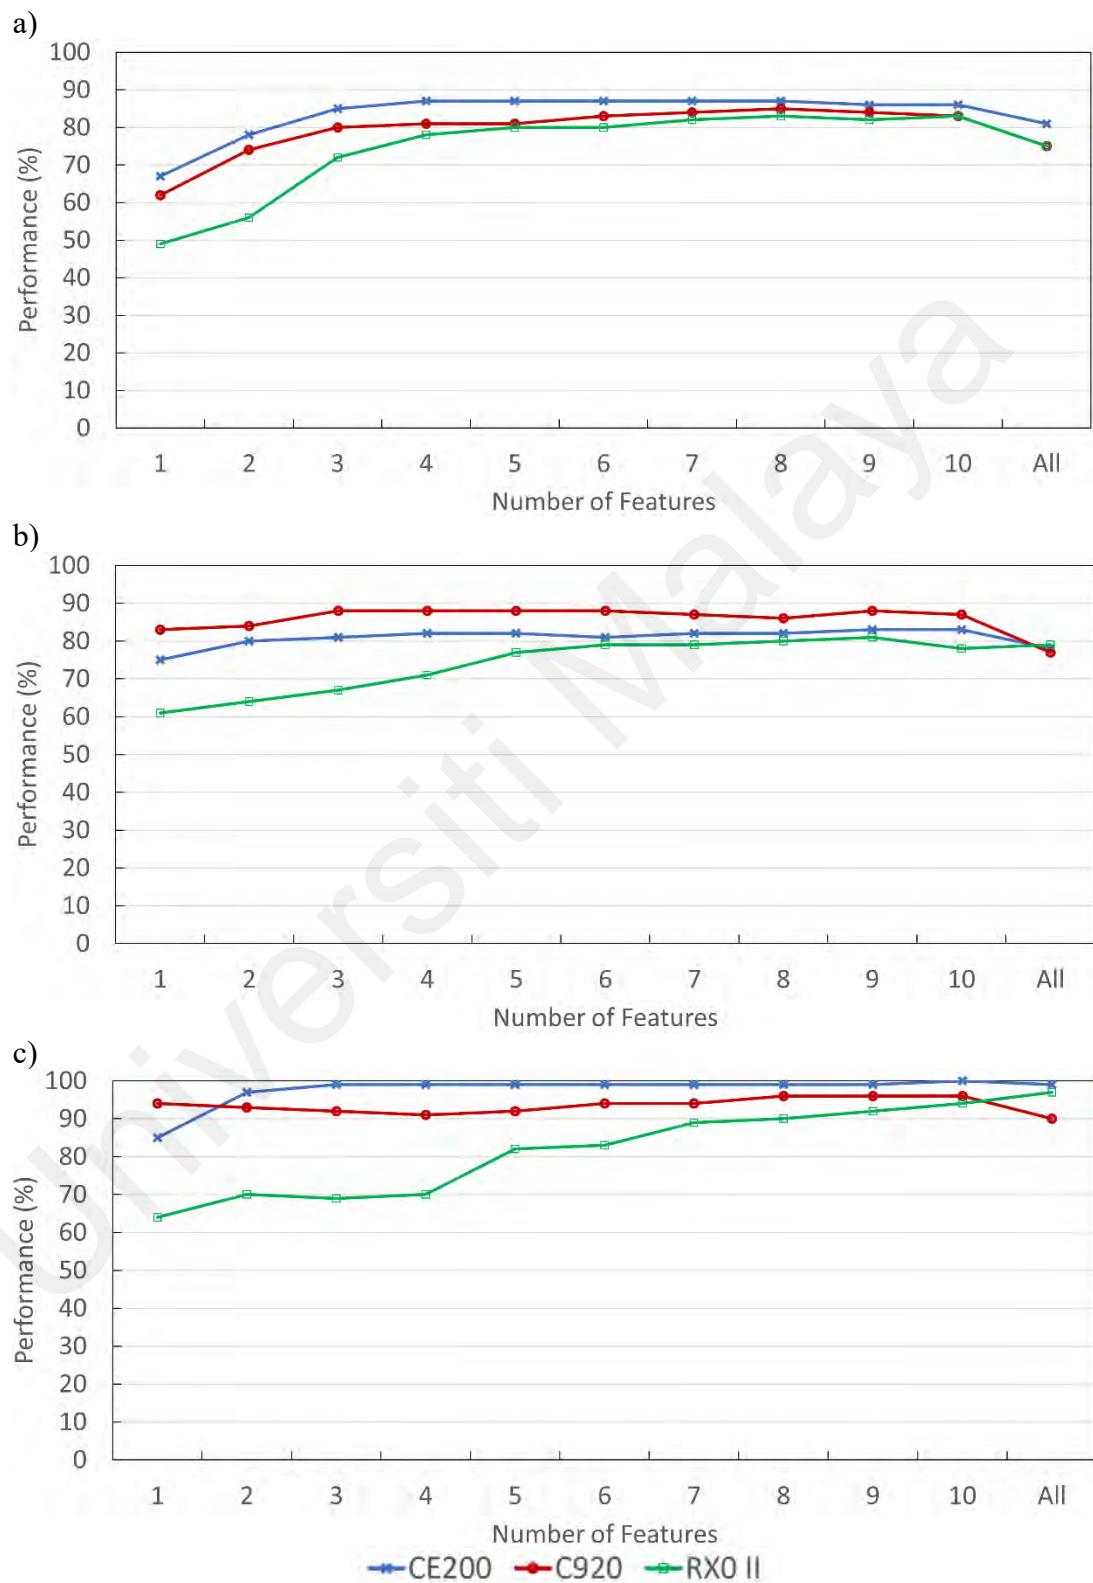 a)
100
90
80
70
60
50
40
30
20
10
0
Performance (%)
1 2 3 4 5 6 7 8 9 10 All
Number of Features
b)
100
90
80
70
60
50
40
30
20
10
0
Performance (%)
1 2 3 4 5 6 7 8 9 10 All
Number of Features
c)
100
90
80
70
60
50
40
30
20
10
0
Performance (%)
1 2 3 4 5 6 7 8 9 10 All
Number of Features
CE200 C920 RX0 II
Universiti Malaya